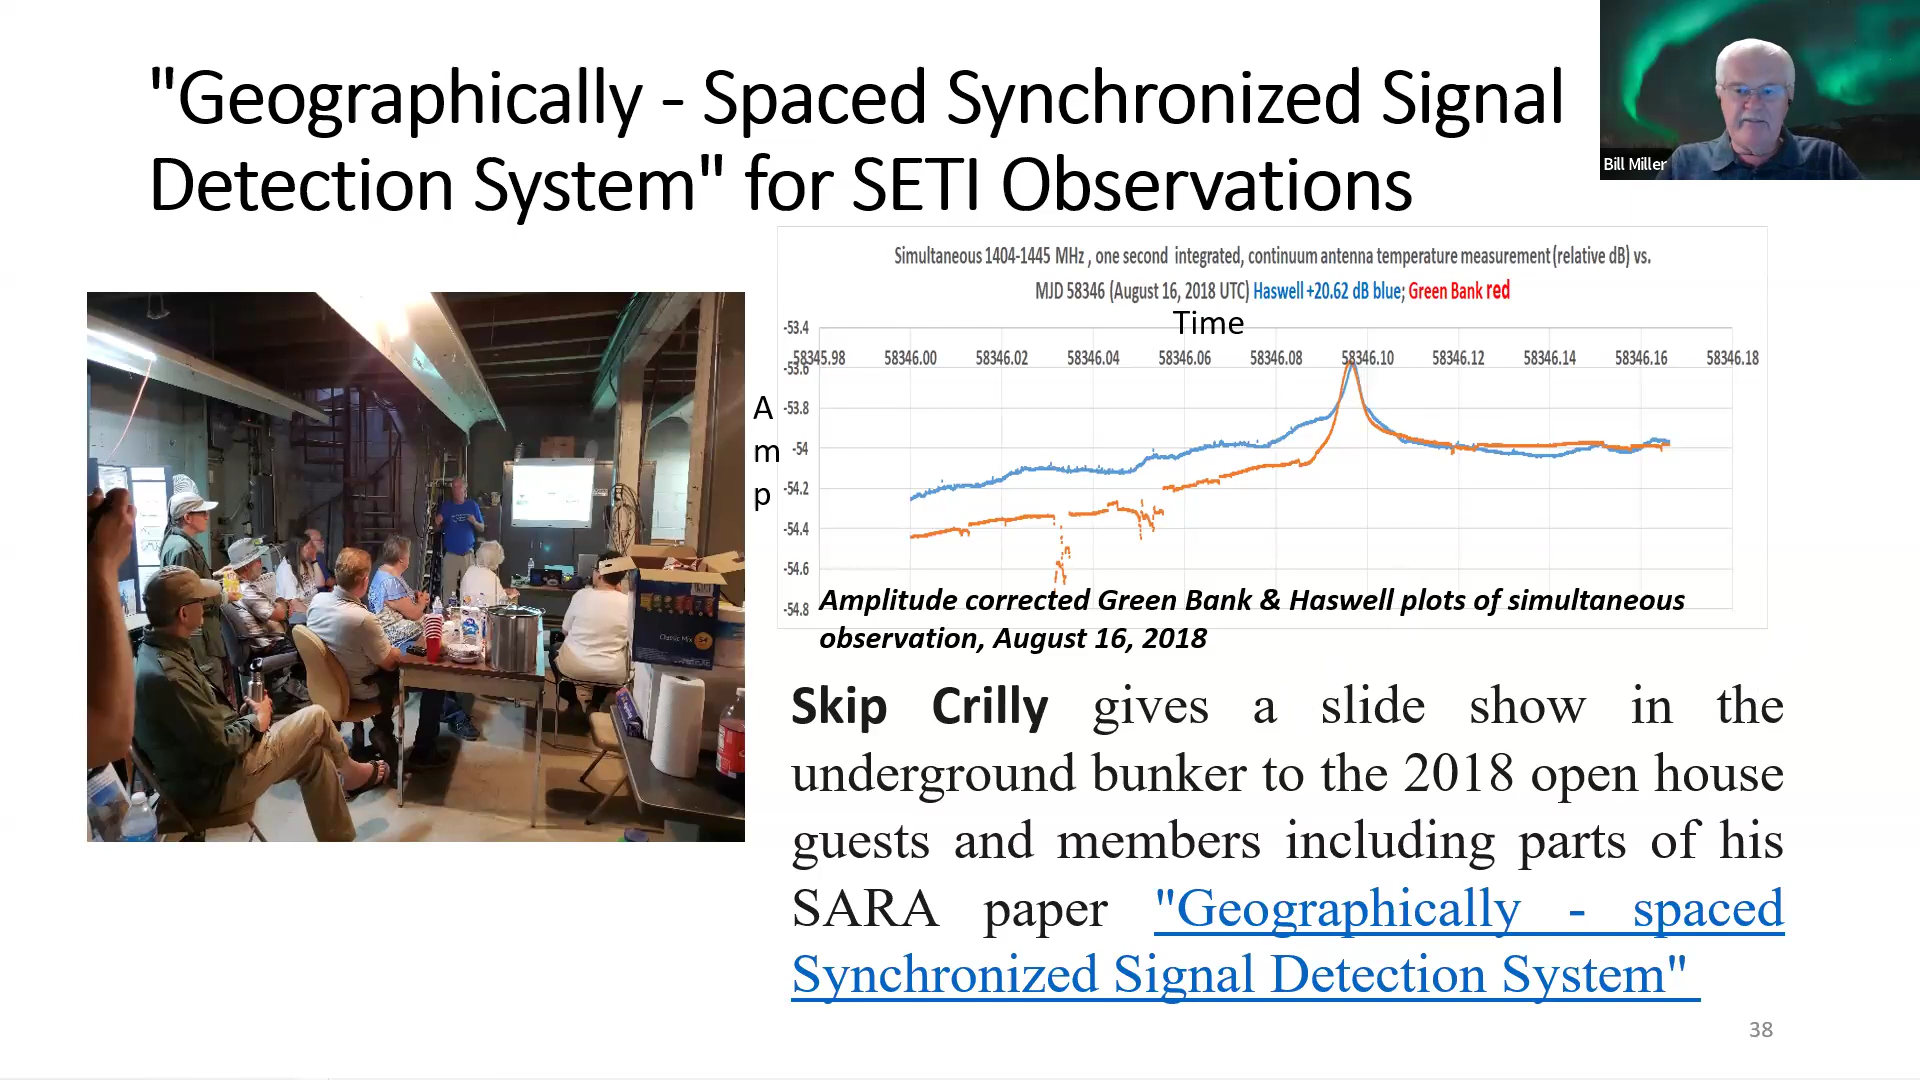 "Geographically - Spaced Synchronized Signal
Detection System" for SETI Observations
Bill Miller
Simultaneous 1404-1445 MHz , one second integrated, continuum antenna temperature measurement (relative dB) vs.
MJD 58346 (August 16, 2018 UTC) Haswell +20.62 dB blue; Green Bank red
Time
58345.98 58346.00 58346.02 58346.04 58346.06 58346.08 58346.10 58346.12 58346.14 58346.16 58346.18
-53.4
-53.6
-53.8
-54
-54.2
-54.4
-54.6
-54.8
A
m
p
Amplitude corrected Green Bank & Haswell plots of simultaneous
observation, August 16, 2018
Classic Mix
54
Skip Crilly gives a slide show in the
underground bunker to the 2018 open house
guests and members including parts of his
SARA paper "Geographically - spaced
Synchronized Signal Detection System"
38